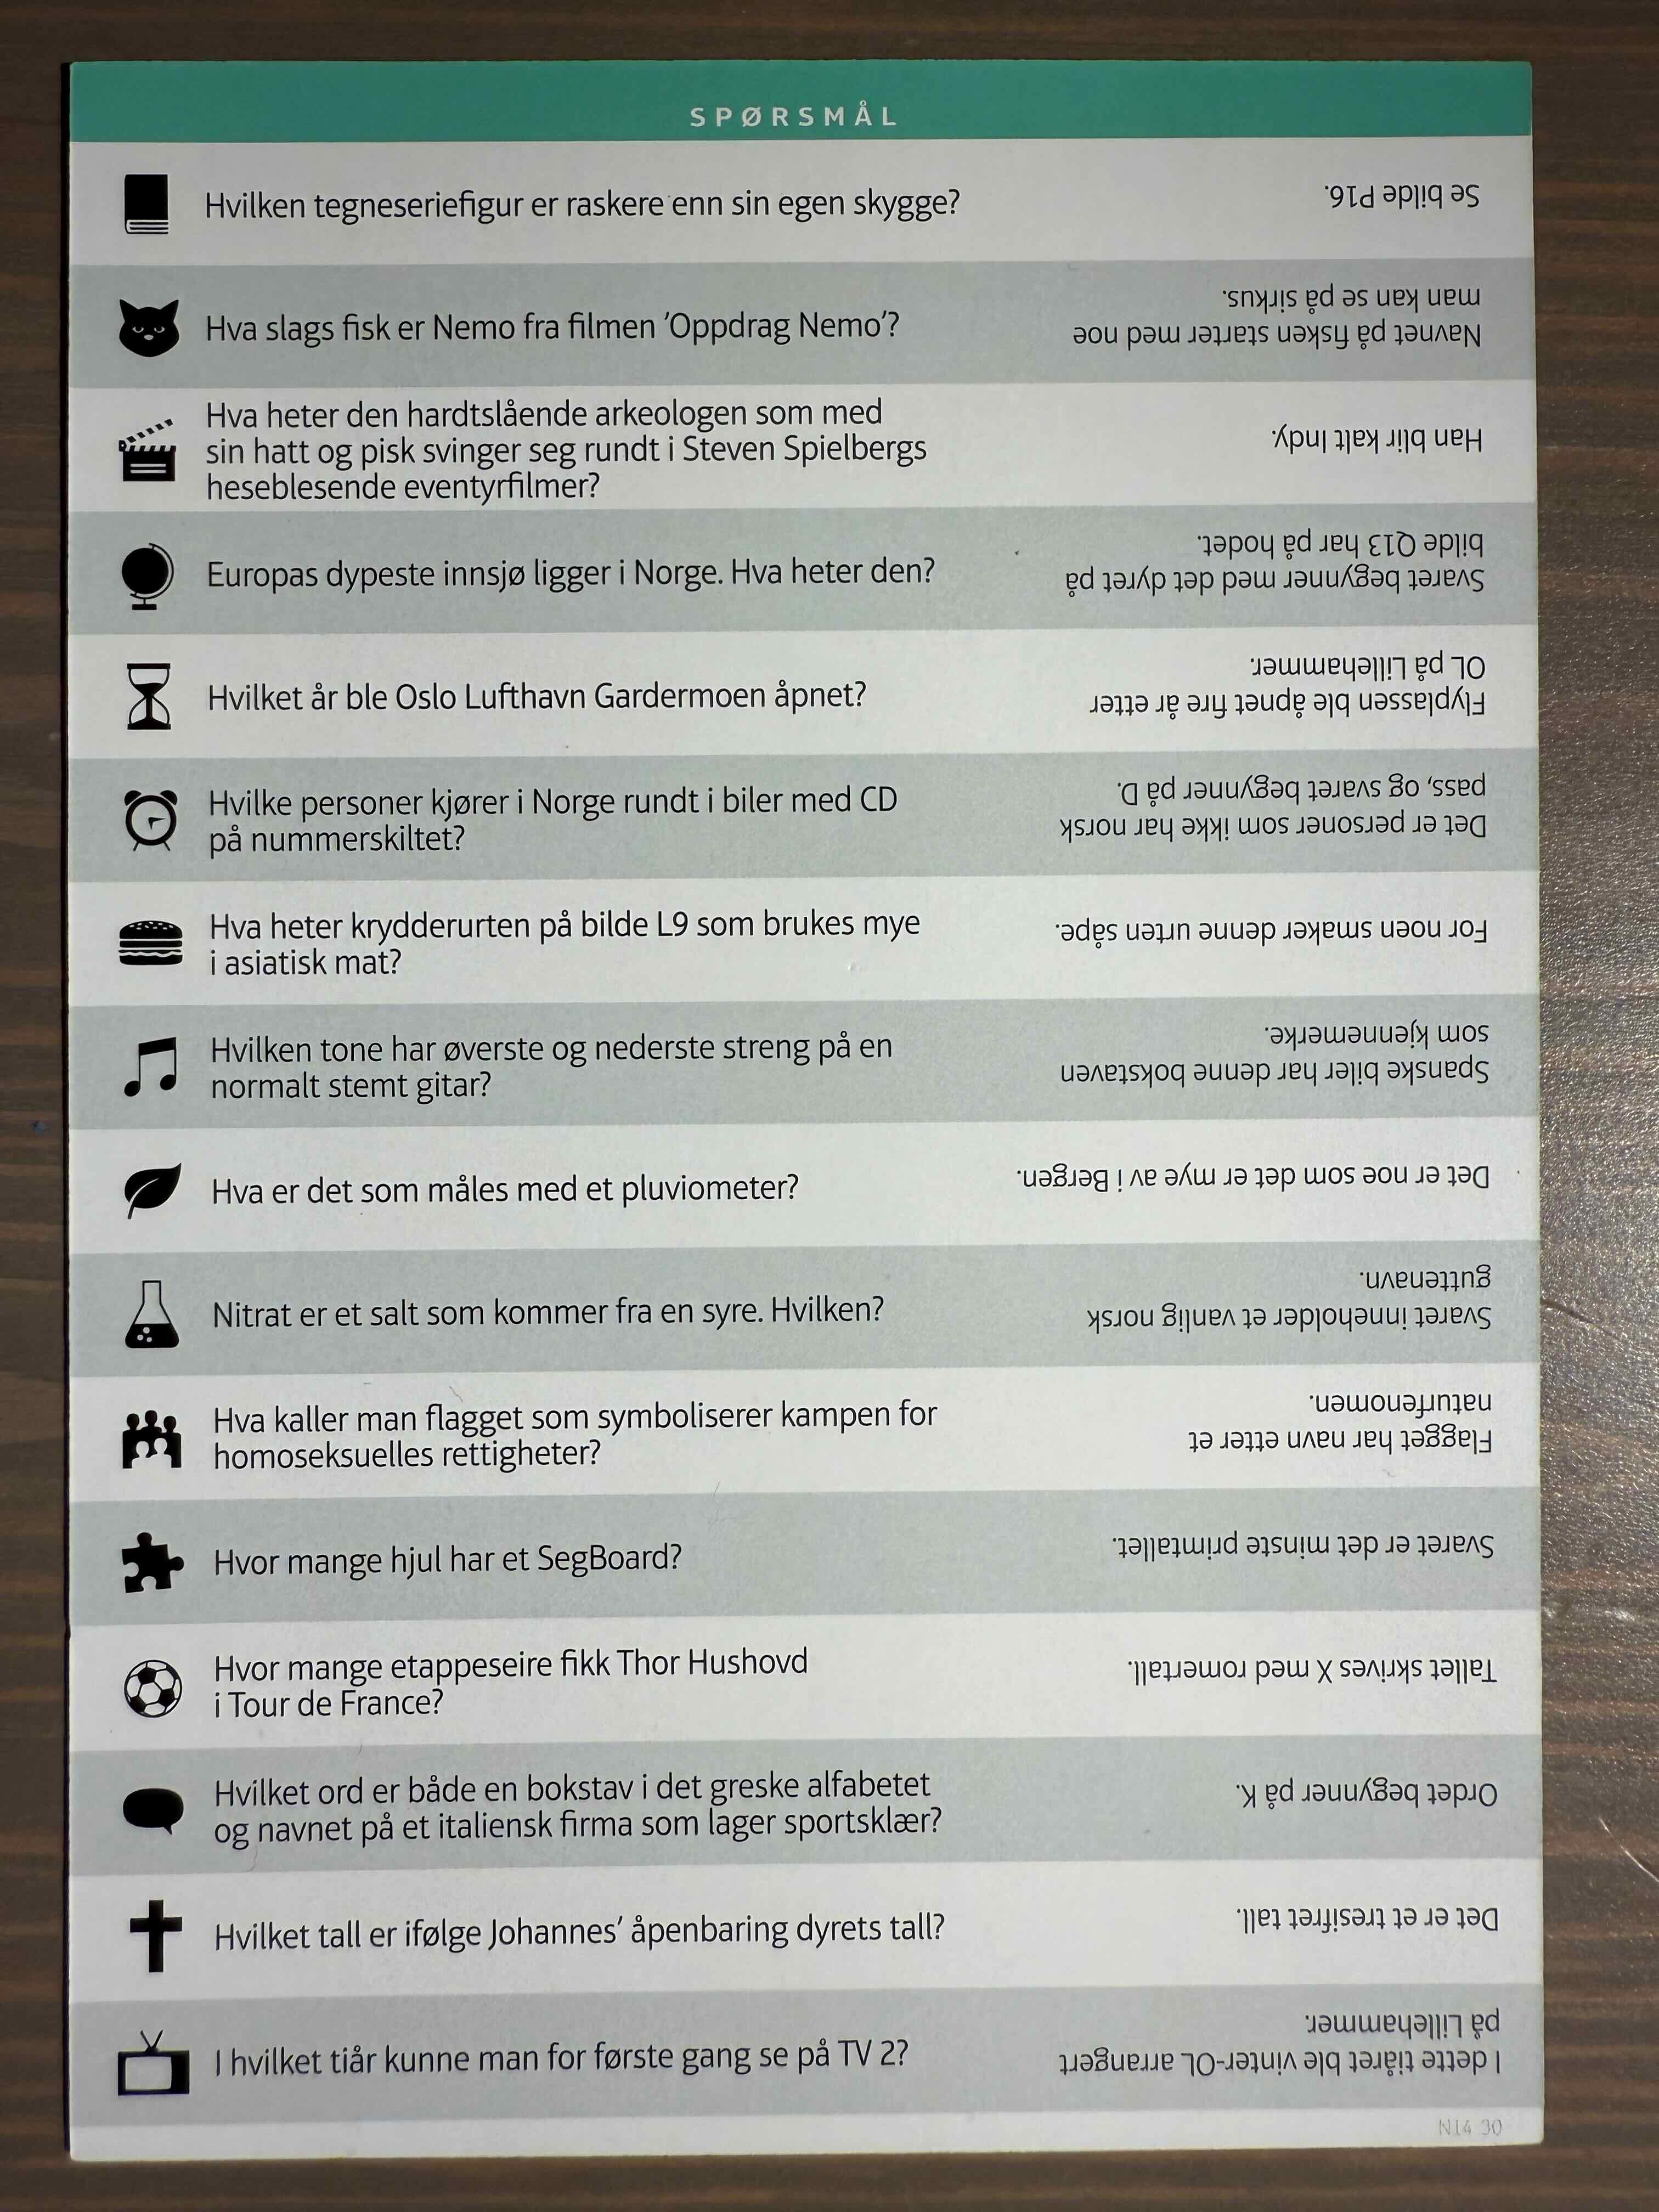 SPØRSMÅL
Hvilken tegneseriefigur er raskere enn sin egen skygge?
Se bilde P16.
Hva slags fisk er Nemo fra filmen ’Oppdrag Nemo’?
Navnet på fisken starter med noe
man kan se på sirkus.
Hva heter den hardtslående arkeologen som med
sin hatt og pisk svinger seg rundt i Steven Spielbergs
heseblesende eventyrfilmer?
Han blir kalt Indy.
Europas dypeste innsjø ligger i Norge. Hva heter den?
Svaret begynner med det dyret på
bilde Q13 har på hodet.
Hvilket år ble Oslo Lufthavn Gardermoen åpnet?
Flyplassen ble åpnet fire år etter
OL på Lillehammer.
Hvilke personer kjører i Norge rundt i biler med CD
på nummerskiltet?
Det er personer som ikke har norsk
pass, og svaret begynner på D.
Hva heter krydderurten på bilde L9 som brukes mye
i asiatisk mat?
For noen smaker denne urten såpe.
Hvilken tone har øverste og nederste streng på en
normalt stemt gitar?
Spanske biler har denne bokstaven
som kjennemerke.
Hva er det som måles med et pluviometer?
Det er noe som det er mye av i Bergen.
Nitrat er et salt som kommer fra en syre. Hvilken?
Svaret inneholder et vanlig norsk
guttenavn.
Hva kaller man flagget som symboliserer kampen for
homoseksuelles rettigheter?
Flagget har navn etter et
naturfenomen.
Hvor mange hjul har et SegBoard?
Svaret er det minste primtallet.
Hvor mange etappeseire fikk Thor Hushovd
i Tour de France?
Tallet skrives X med romertall.
Hvilket ord er både en bokstav i det greske alfabetet
og navnet på et italiensk firma som lager sportsklær?
Ordet begynner på K.
Hvilket tall er ifølge Johannes’ åpenbaring dyrets tall?
Det er et tresifret tall.
I hvilket tiår kunne man for første gang se på TV 2?
I dette tiåret ble vinter-OL arrangert
på Lillehammer.
N14 30